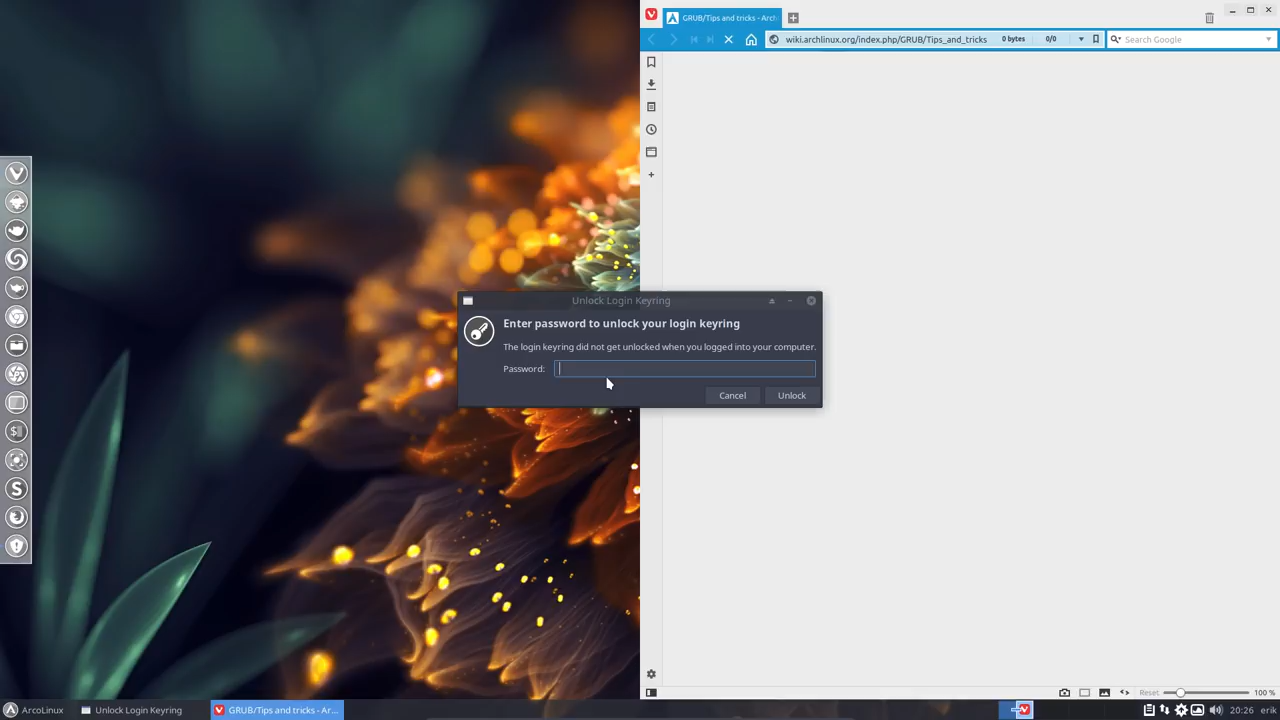 GRUB/Tips and tricks - Arch
wiki.archlinux.org/index.php/GRUB/Tips_and_tricks 0 bytes 0/0 Search Google
Unlock Login Keyring
Enter password to unlock your login keyring
The login keyring did not get unlocked when you logged into your computer.
Password:
Cancel Unlock
Reset 100 %
ArcoLinux Unlock Login Keyring GRUB/Tips and tricks - Ar... 20:26 erik